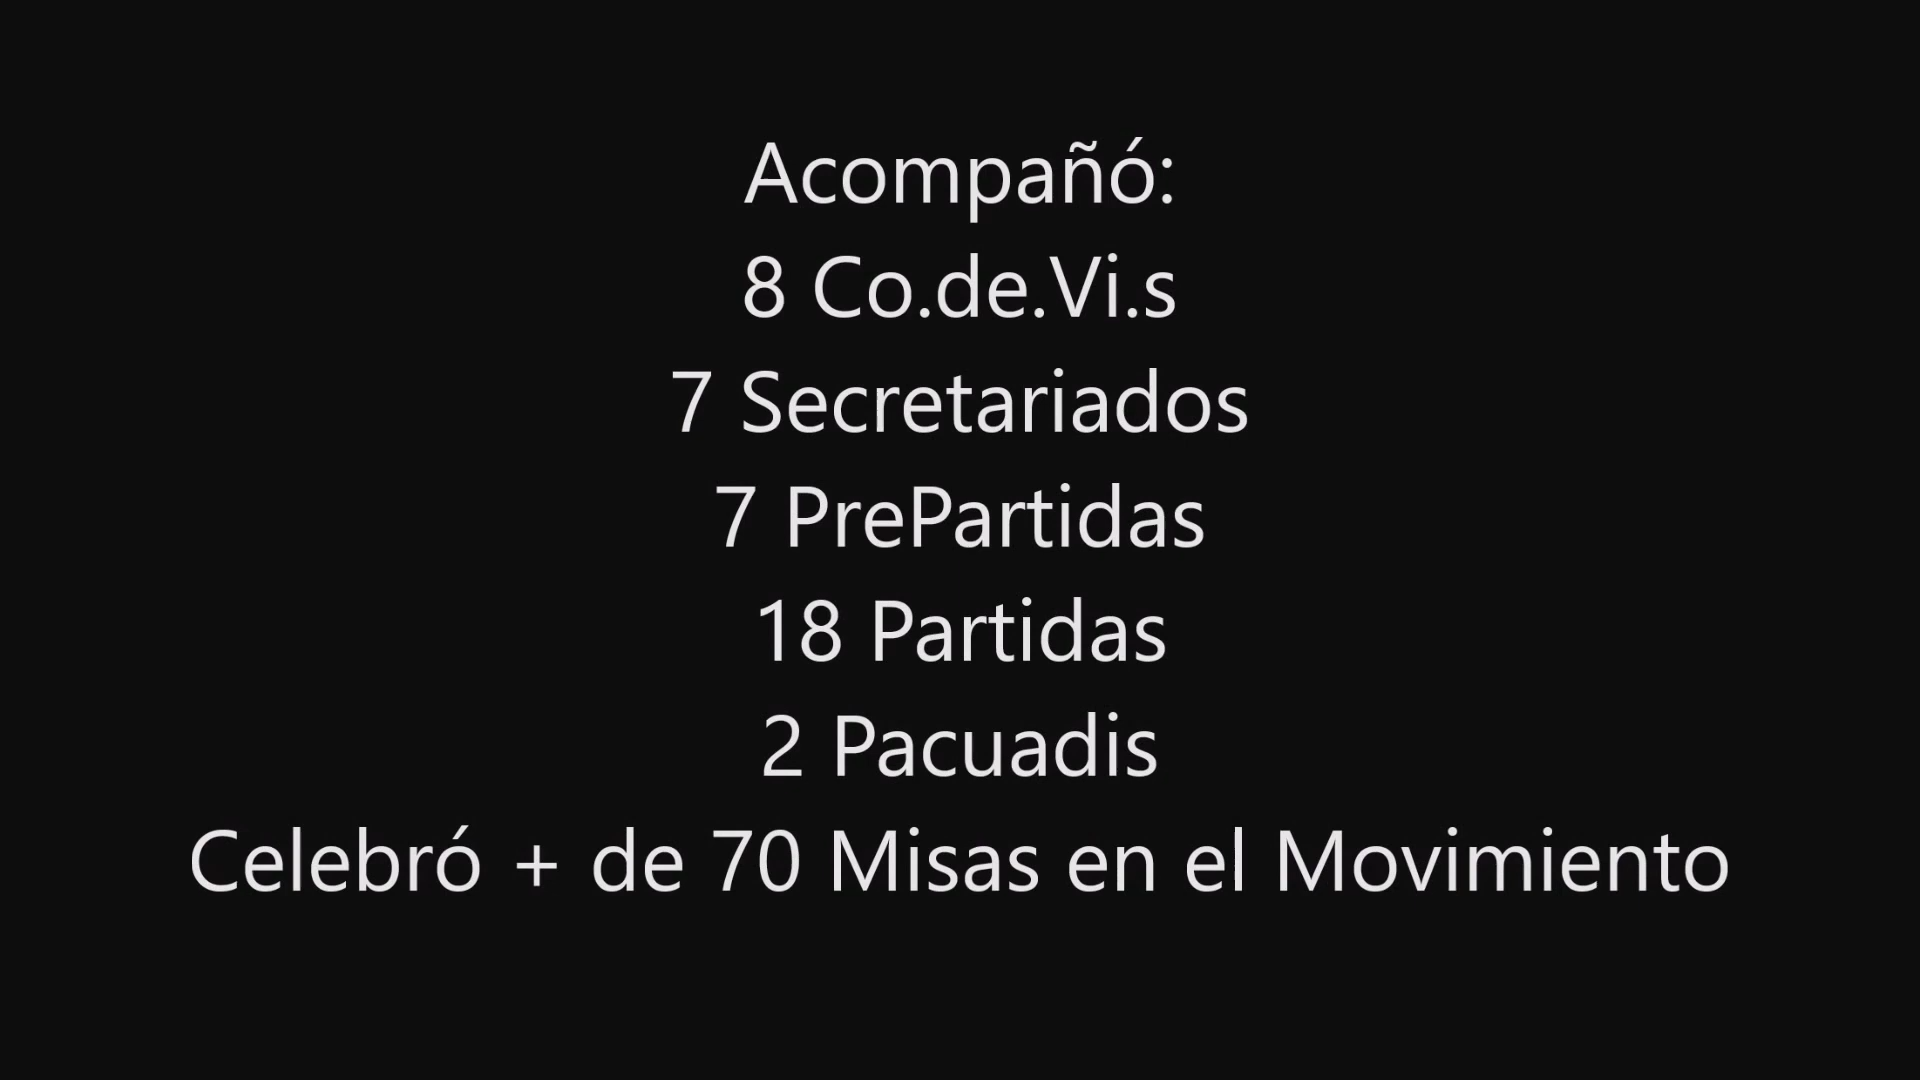 Acompañó:
8 Co.de.Vi.s
7 Secretariados
7 PrePartidas
18 Partidas
2 Pacuadis
Celebró + de 70 Misas en el Movimiento